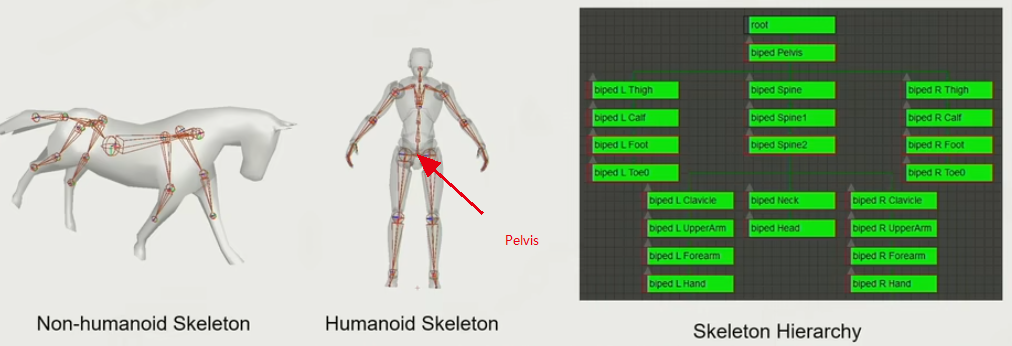 root
biped Pelvis
biped L Thigh
biped Spine
biped R Thigh
biped L Calf
biped Spine1
biped R Calf
biped L Foot
biped Spine2
biped R Foot
biped L Toe0
biped R Toe0
biped L Clavicle
biped Neck
biped R Clavicle
biped L UpperArm
biped Head
biped R UpperArm
biped L Forearm
biped R Forearm
biped L Hand
biped R Hand
Pelvis
Non-humanoid Skeleton
Humanoid Skeleton
Skeleton Hierarchy